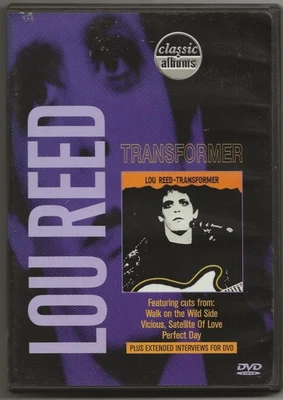 classic
albums
LOU REED
TRANSFORMER
LOU REED-TRANSFORMER
Featuring cuts from:
Walk on the Wild Side
Vicious, Satellite Of Love
Perfect Day
PLUS EXTENDED INTERVIEWS FOR DVD
DVD
VIDEO